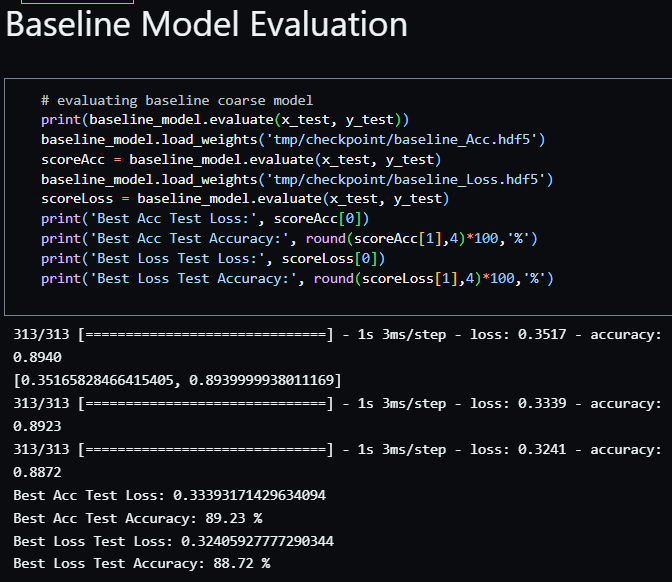 Baseline Model Evaluation
# evaluating baseline coarse model
print(baseline_model.evaluate(x_test, y_test))
baseline_model.load_weights('tmp/checkpoint/baseline_Acc.hdf5')
scoreAcc = baseline_model.evaluate(x_test, y_test)
baseline_model.load_weights('tmp/checkpoint/baseline_Loss.hdf5')
scoreLoss = baseline_model.evaluate(x_test, y_test)
print('Best Acc Test Loss:', scoreAcc[0])
print('Best Acc Test Accuracy:', round(scoreAcc[1],4)*100,'%')
print('Best Loss Test Loss:', scoreLoss[0])
print('Best Loss Test Accuracy:', round(scoreLoss[1],4)*100,'%')
313/313 [==============================] - 1s 3ms/step - loss: 0.3517 - accuracy:
0.8940
[0.35165828466415405, 0.8939999938011169]
313/313 [==============================] - 1s 3ms/step - loss: 0.3339 - accuracy:
0.8923
313/313 [==============================] - 1s 3ms/step - loss: 0.3241 - accuracy:
0.8872
Best Acc Test Loss: 0.33393171429634094
Best Acc Test Accuracy: 89.23 %
Best Loss Test Loss: 0.32405927777290344
Best Loss Test Accuracy: 88.72 %